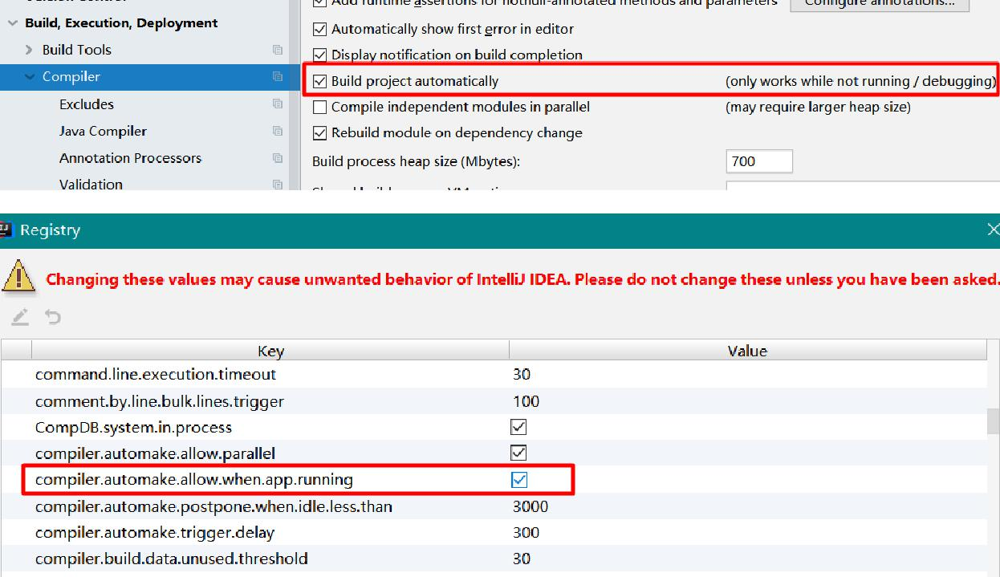 Add runtime assertions for notnull-annotated methods and parameters Configure annotations...
Build, Execution, Deployment
Automatically show first error in editor
Build Tools
Display notification on build completion
Compiler
Build project automatically (only works while not running / debugging)
Excludes
Compile independent modules in parallel (may require larger heap size)
Java Compiler
Rebuild module on dependency change
Annotation Processors
Build process heap size (Mbytes): 700
Validation
Registry
Changing these values may cause unwanted behavior of IntelliJ IDEA. Please do not change these unless you have been asked.
Key Value
command.line.execution.timeout 30
comment.by.line.bulk.lines.trigger 100
CompDB.system.in.process
compiler.automake.allow.parallel
compiler.automake.allow.when.app.running
compiler.automake.postpone.when.idle.less.than 3000
compiler.automake.trigger.delay 300
compiler.build.data.unused.threshold 30